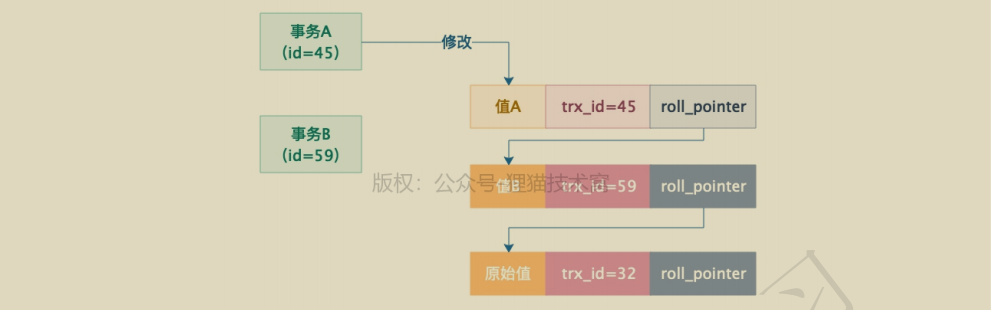 事务A
（id=45）
修改
值A trx_id=45 roll_pointer
事务B
（id=59）
值B trx_id=59 roll_pointer
版权：公众号 狸猫技术窝
原始值 trx_id=32 roll_pointer